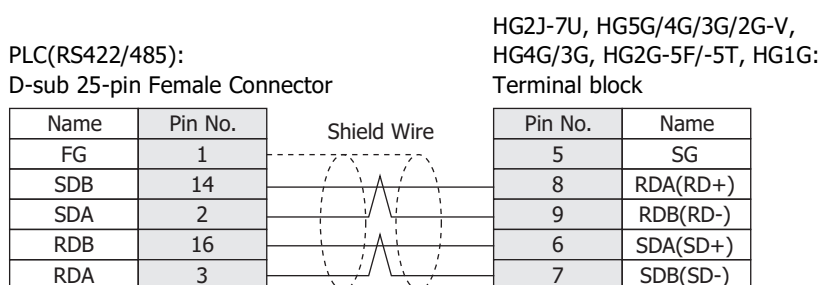 HG2J-7U, HG5G/4G/3G/2G-V,
PLC(RS422/485): HG4G/3G, HG2G-5F/-5T, HG1G:
D-sub 25-pin Female Connector Terminal block
Name Pin No. Shield Wire Pin No. Name
FG 1 5 SG
SDB 14 8 RDA(RD+)
SDA 2 9 RDB(RD-)
RDB 16 6 SDA(SD+)
RDA 3 7 SDB(SD-)